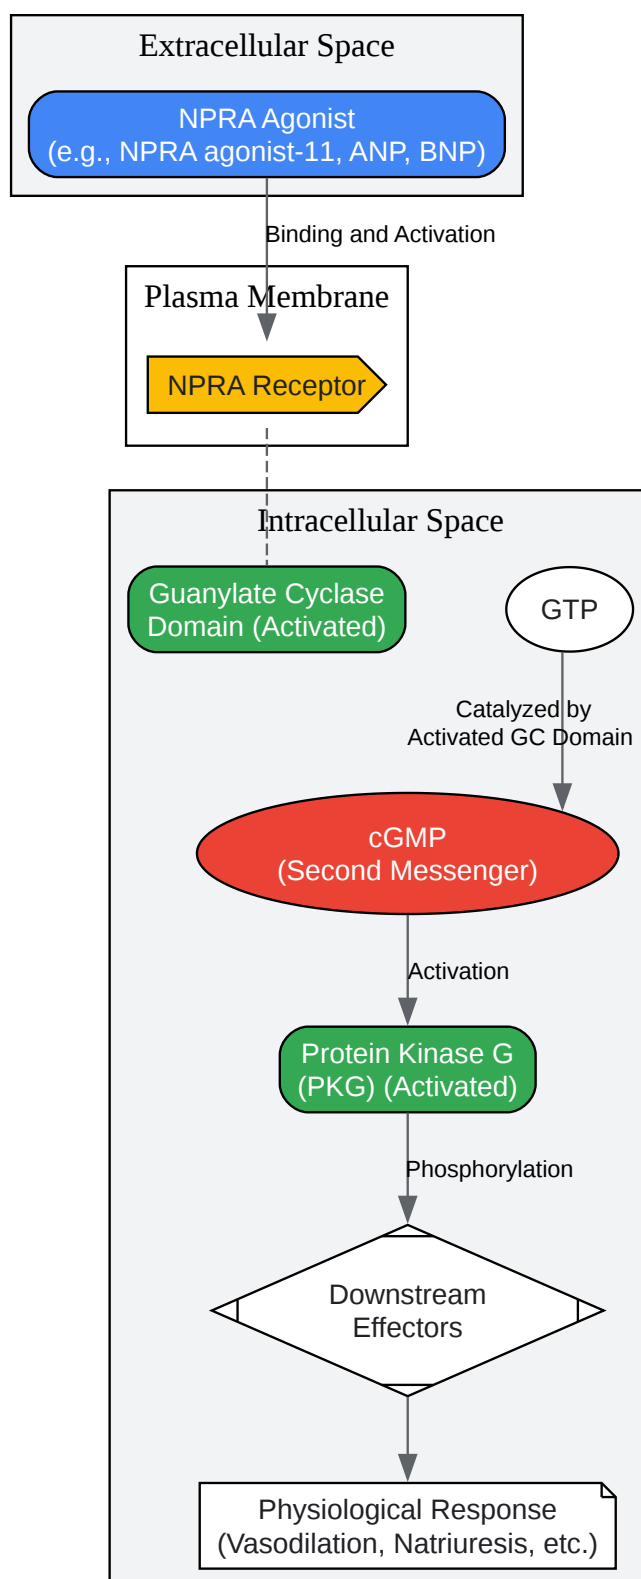 Extracellular Space
NPRA Agonist
(e.g., NPRA agonist-11, ANP, BNP)
Binding and Activation
Plasma Membrane
NPRA Receptor
Intracellular Space
Guanylate Cyclase
Domain (Activated)
GTP
Catalyzed by
Activated GC Domain
cGMP
(Second Messenger)
Activation
Protein Kinase G
(PKG) (Activated)
Phosphorylation
Downstream
Effectors
Physiological Response
(Vasodilation, Natriuresis, etc.)